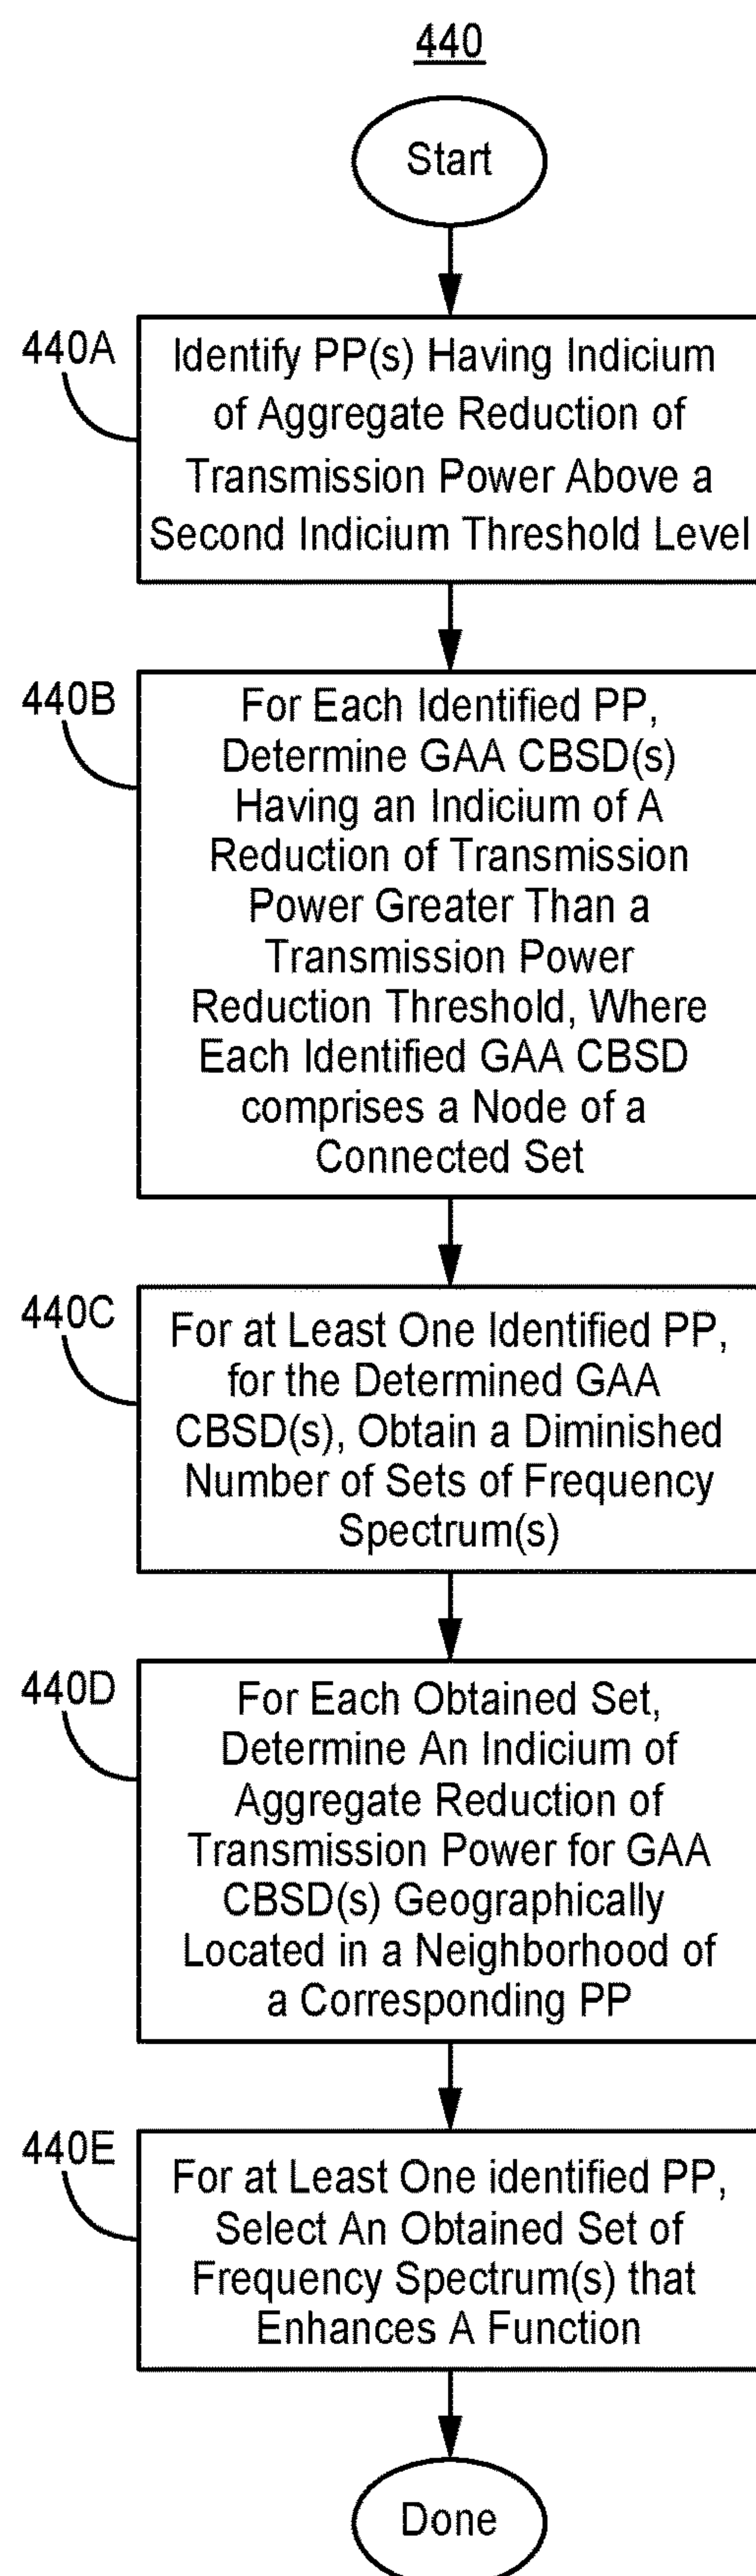 440
Start
440A
Identify PP(s) Having Indicium
of Aggregate Reduction of
Transmission Power Above a
Second Indicium Threshold Level
440B
For Each Identified PP,
Determine GAA CBSD(s)
Having an Indicium of A
Reduction of Transmission
Power Greater Than a
Transmission Power
Reduction Threshold, Where
Each Identified GAA CBSD
comprises a Node of a
Connected Set
440C
For at Least One Identified PP,
for the Determined GAA
CBSD(s), Obtain a Diminished
Number of Sets of Frequency
Spectrum(s)
440D
For Each Obtained Set,
Determine An Indicium of
Aggregate Reduction of
Transmission Power for GAA
CBSD(s) Geographically
Located in a Neighborhood of
a Corresponding PP
440E
For at Least One identified PP,
Select An Obtained Set of
Frequency Spectrum(s) that
Enhances A Function
Done